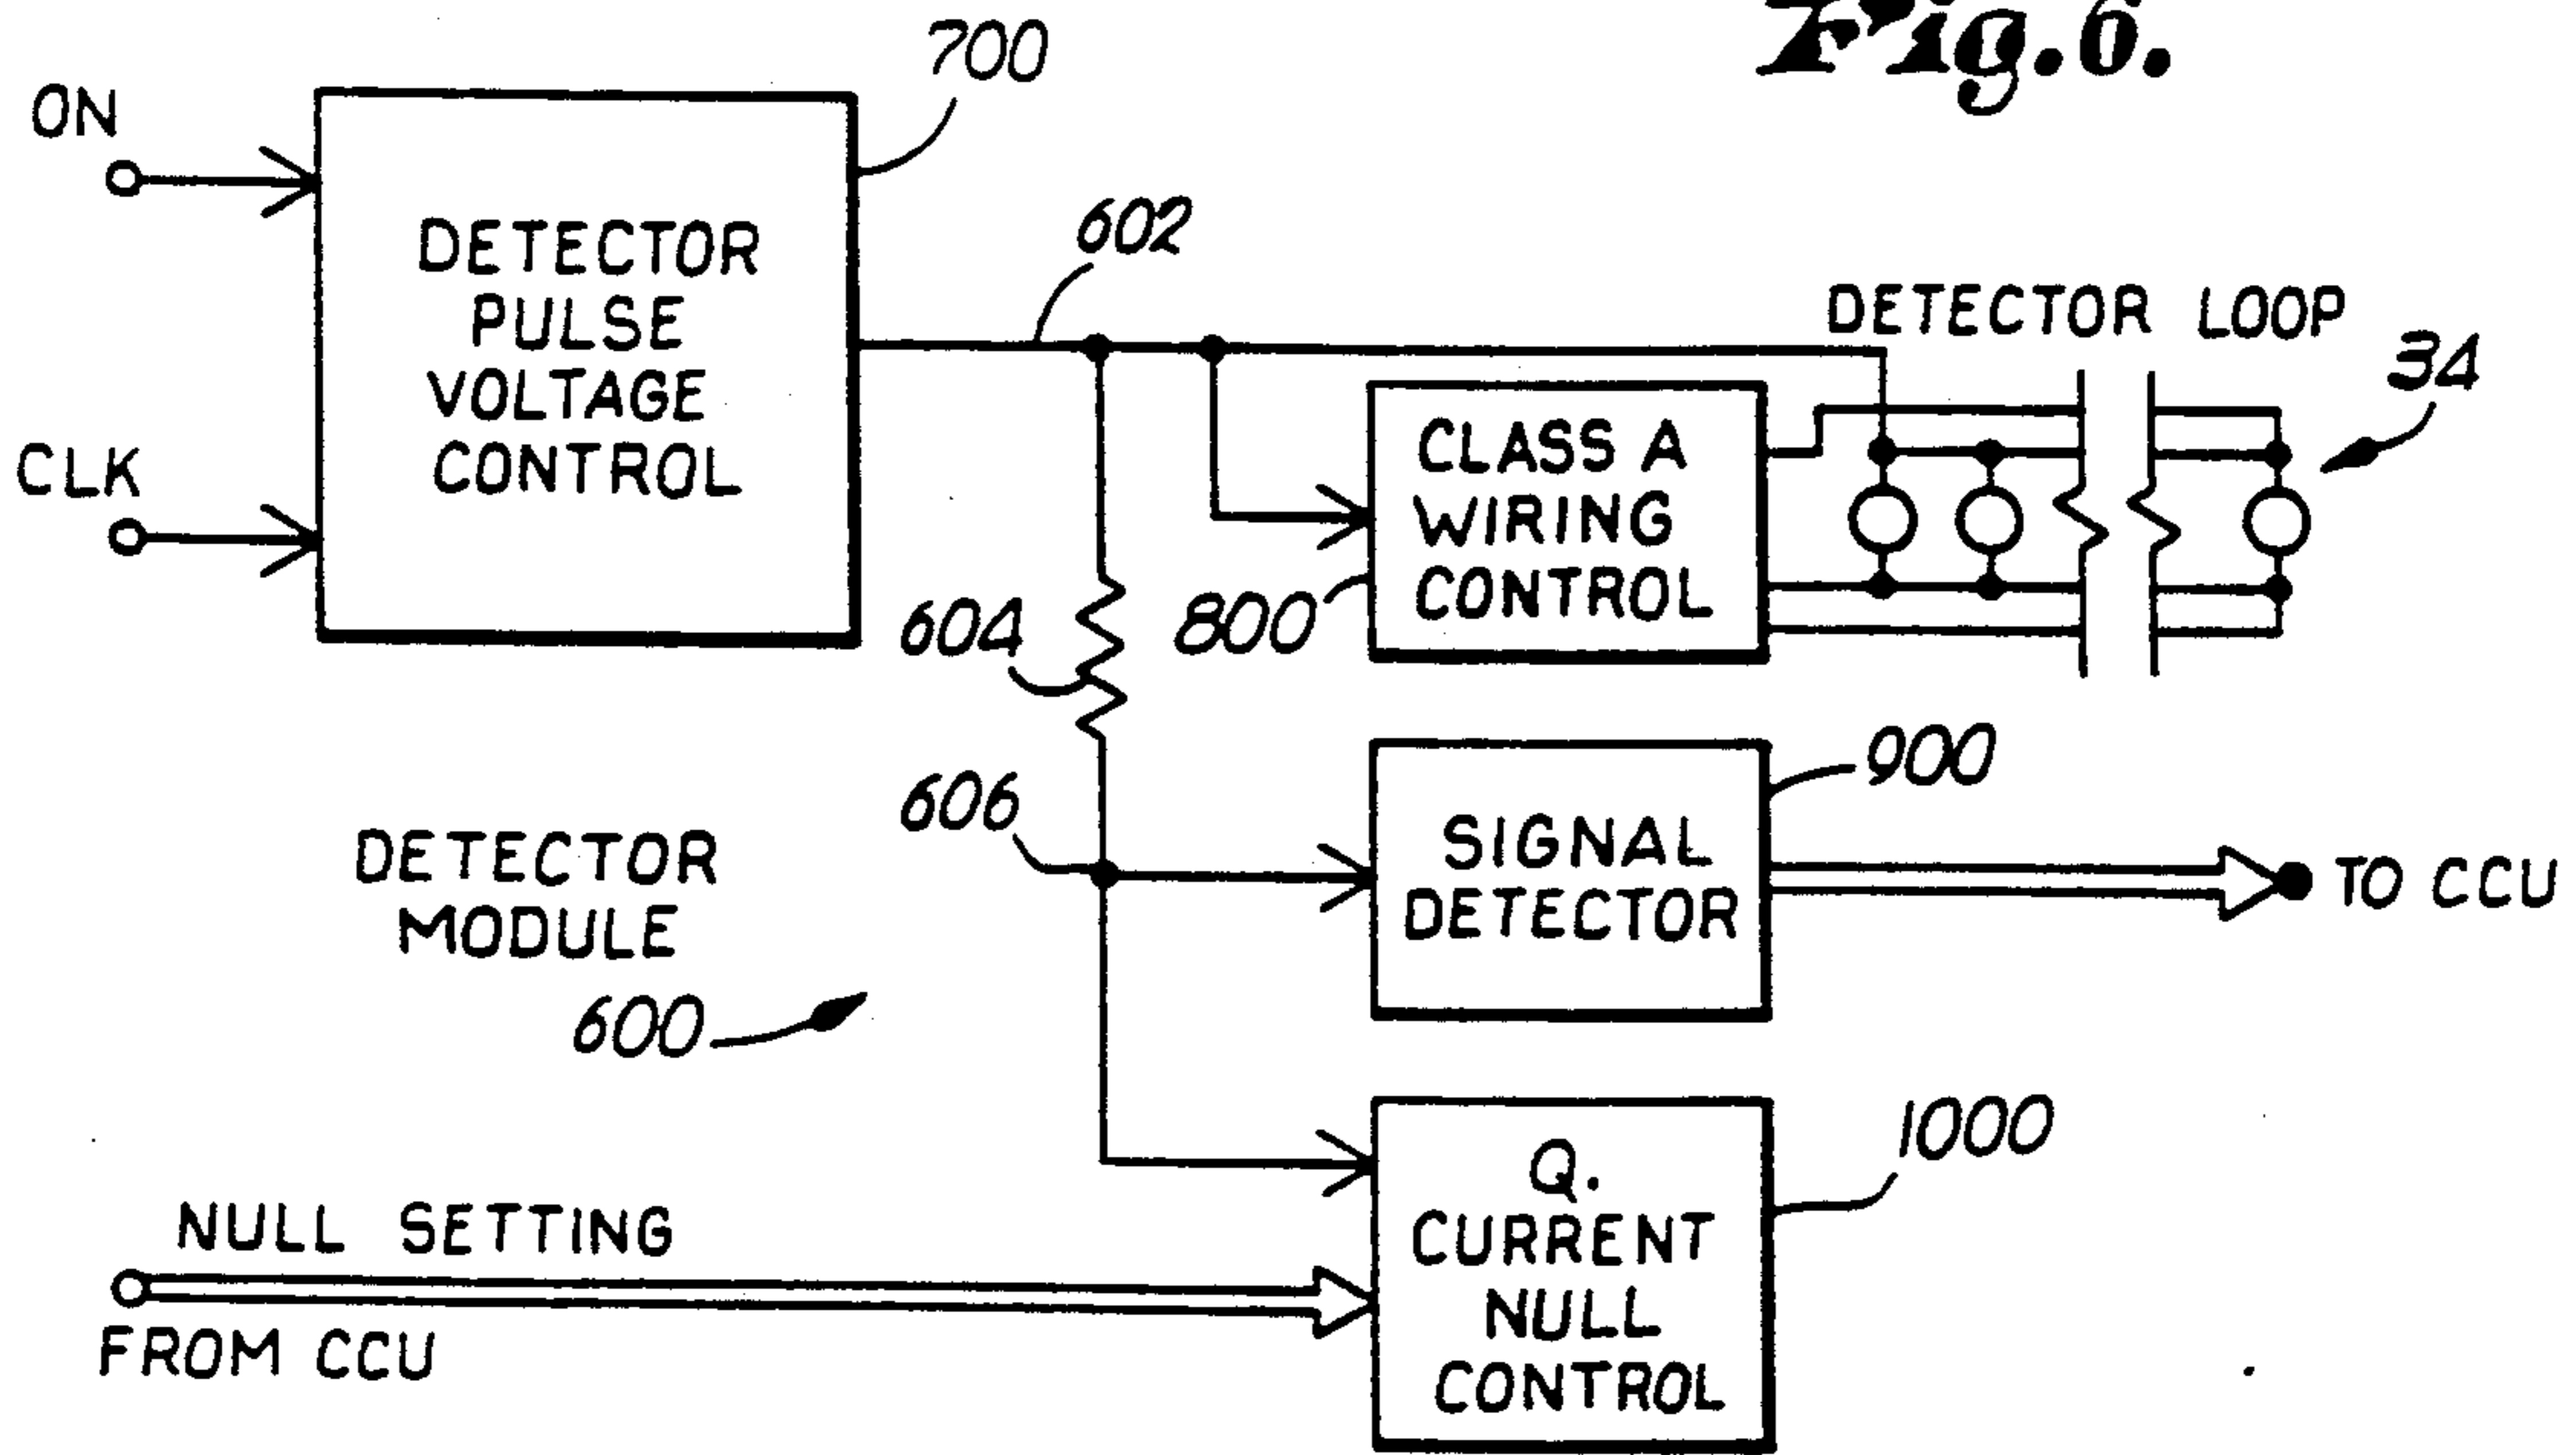 Fig.6.
700
ON
DETECTOR
PULSE
VOLTAGE
CONTROL
CLK
602
DETECTOR LOOP
34
CLASS A
WIRING
CONTROL
800
604
606
900
SIGNAL
DETECTOR
TO CCU
DETECTOR
MODULE
600
1000
Q.
CURRENT
NULL
CONTROL
NULL SETTING
FROM CCU